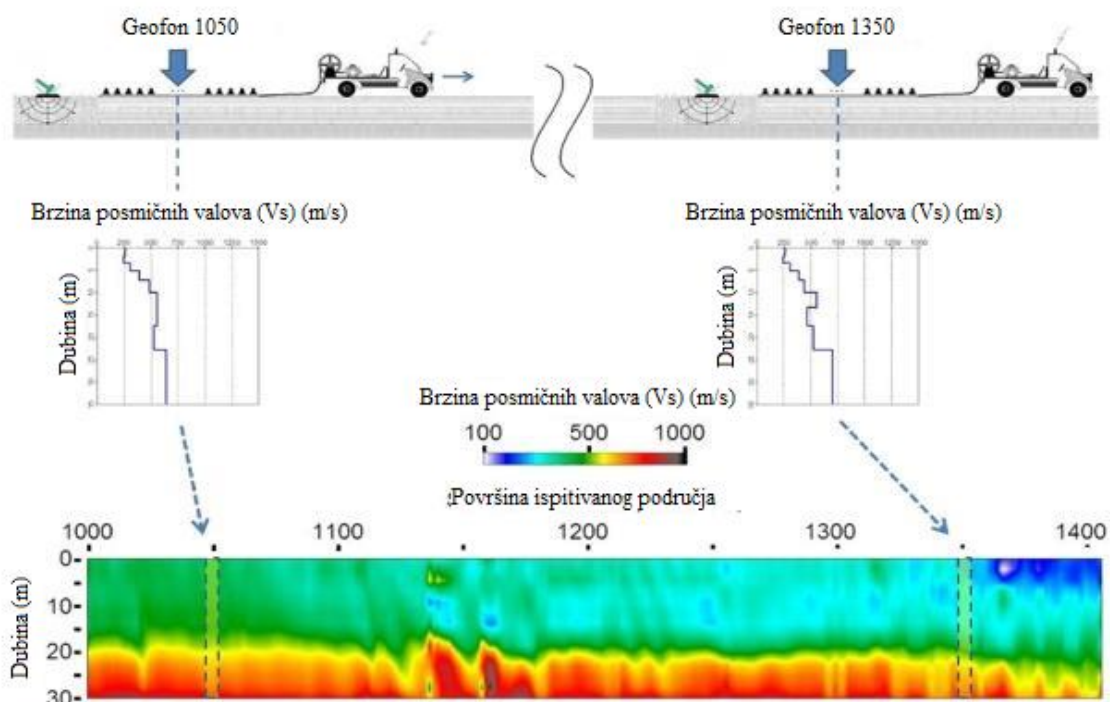 Geofon 1050
Geofon 1350
Brzina posmičnih valova (Vs) (m/s)
Brzina posmičnih valova (Vs) (m/s)
Dubina (m)
Dubina (m)
Brzina posmičnih valova (Vs) (m/s)
100 500 1000
Površina ispitivanog područja
1000 1100 1200 1300 1400
Dubina (m)
0
10
20
30